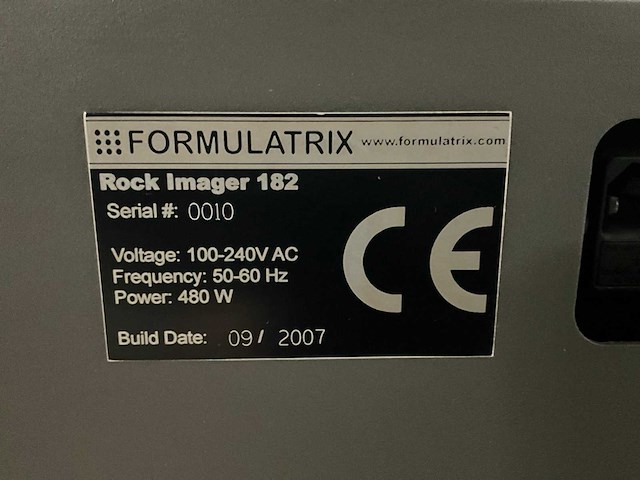 FORMULATRIX www.formulatrix.com
Rock Imager 182
Serial #: 0010
Voltage: 100-240V AC
Frequency: 50-60 Hz
Power: 480 W
Build Date: 09/ 2007
CE